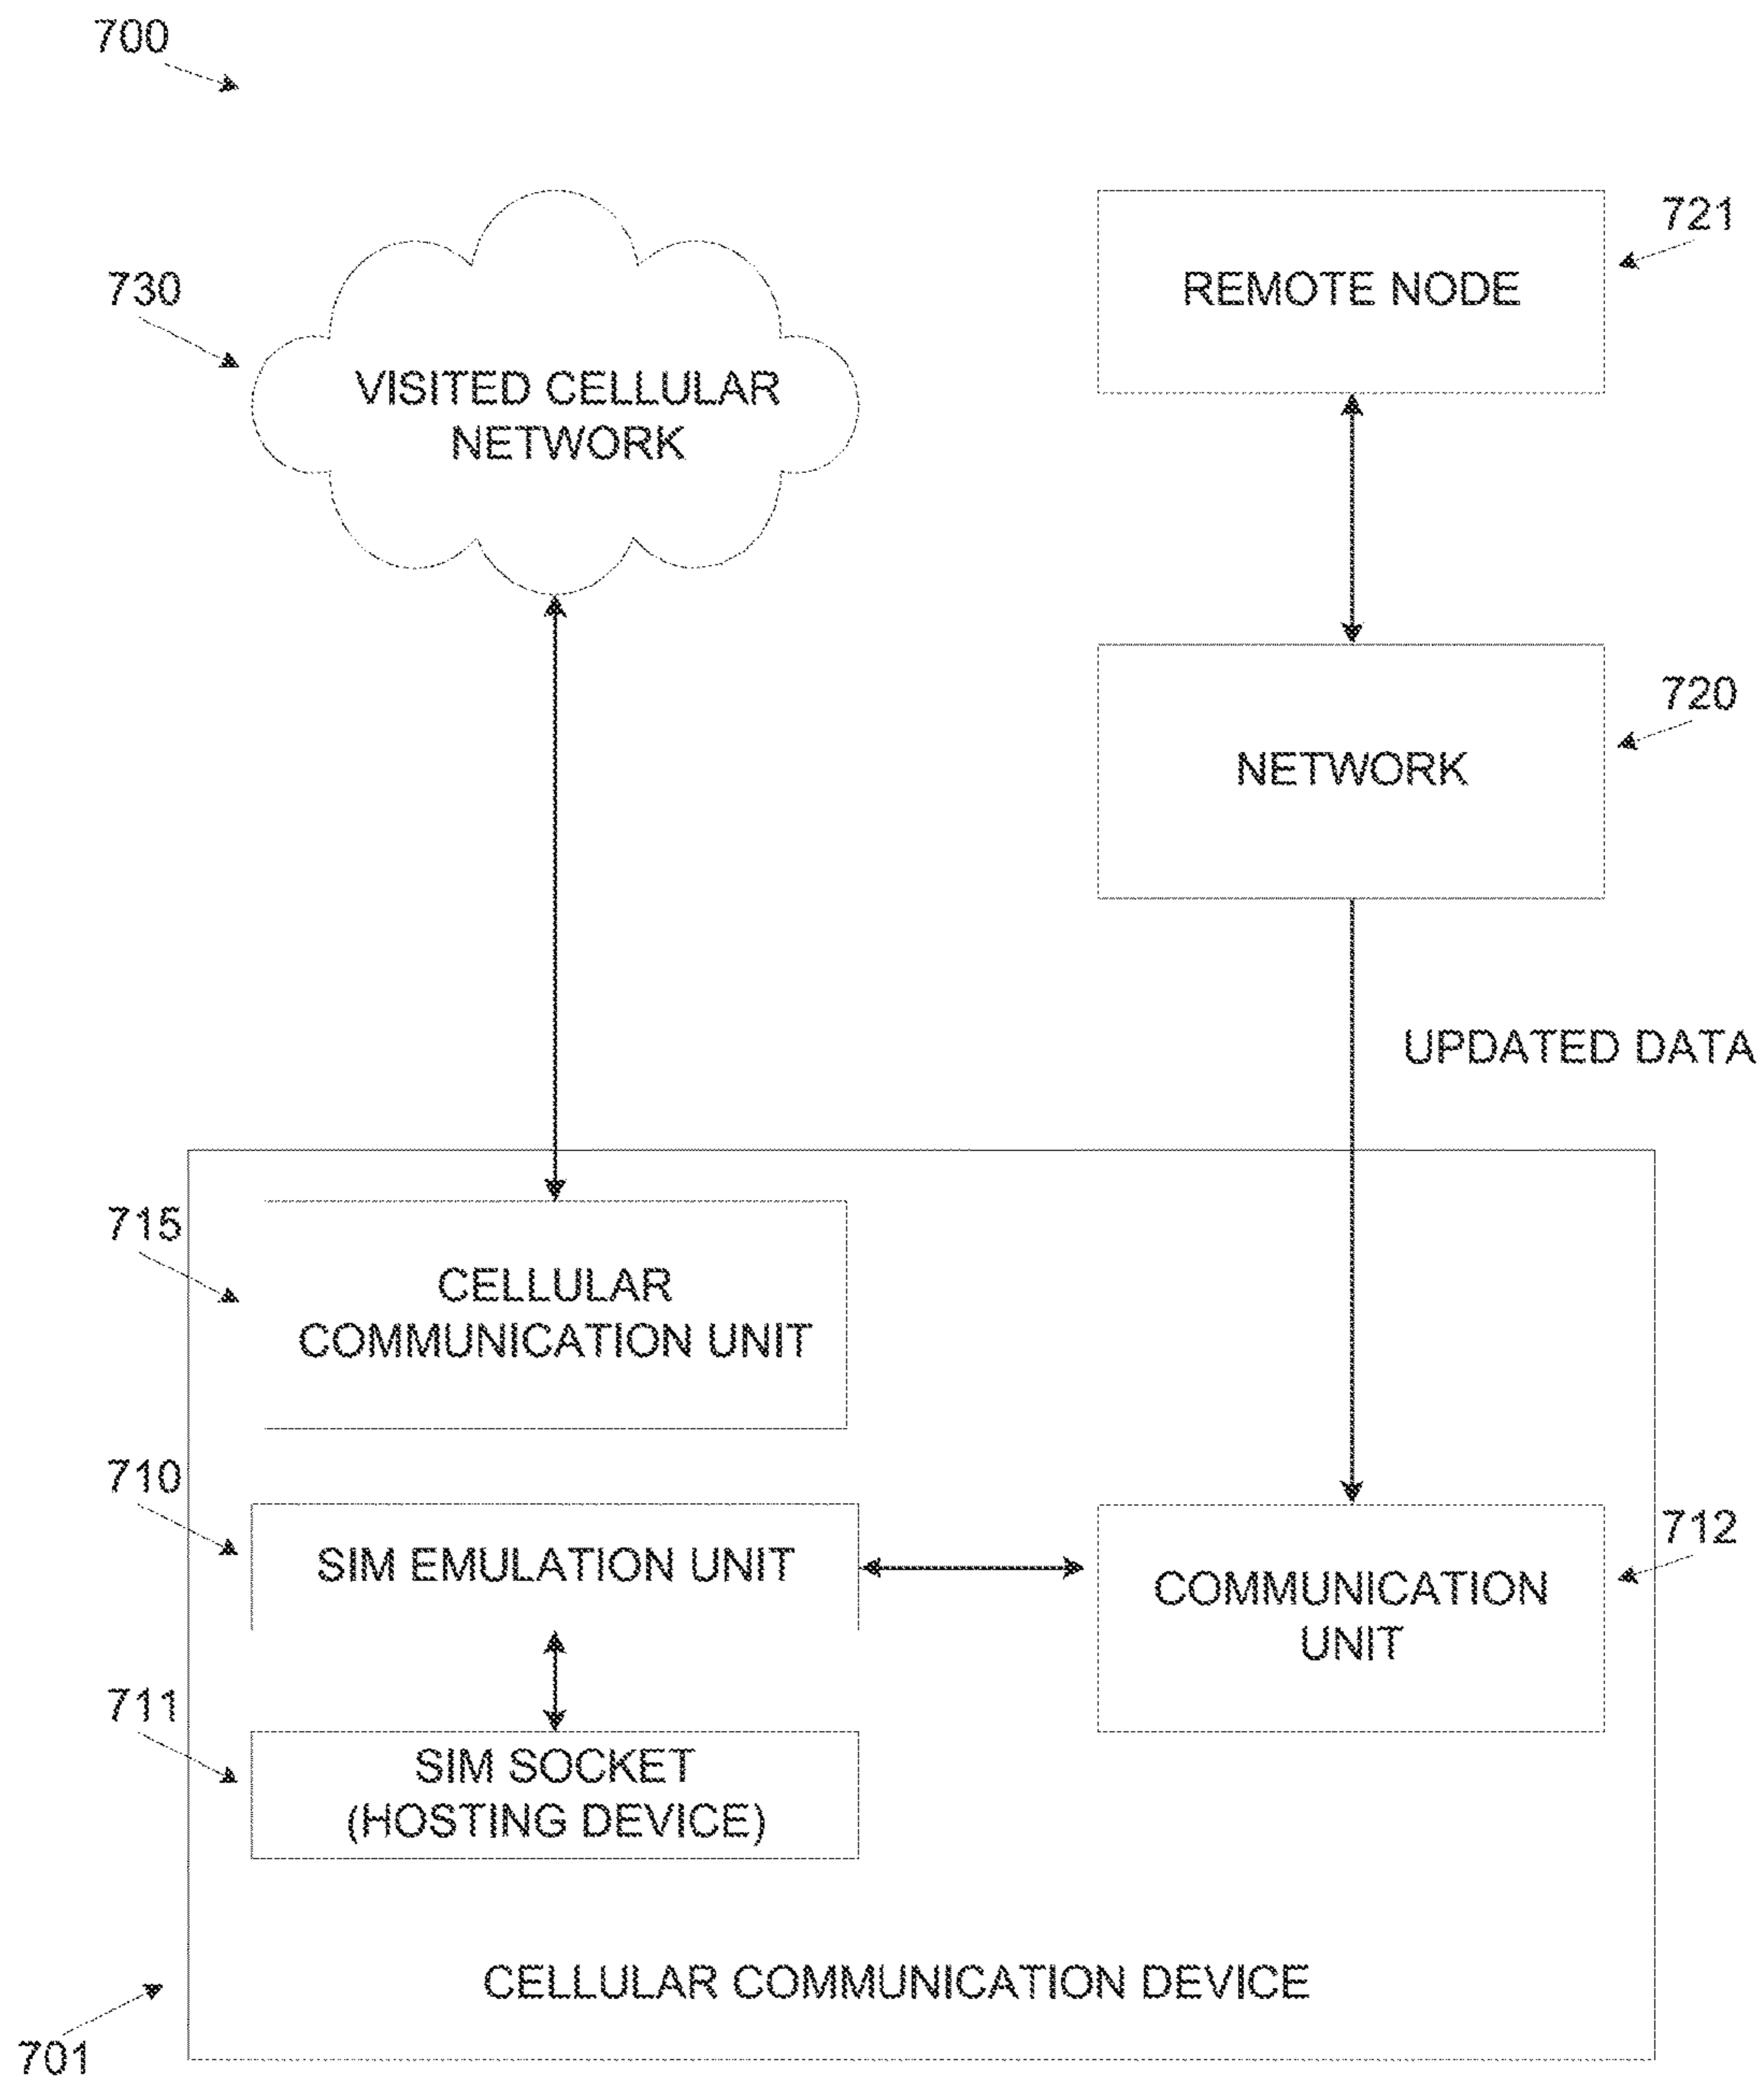 700
730
VISITED CELLULAR
NETWORK
721
REMOTE NODE
720
NETWORK
UPDATED DATA
715
CELLULAR
COMMUNICATION UNIT
710
SIM EMULATION UNIT
712
COMMUNICATION
UNIT
711
SIM SOCKET
(HOSTING DEVICE)
CELLULAR COMMUNICATION DEVICE
701